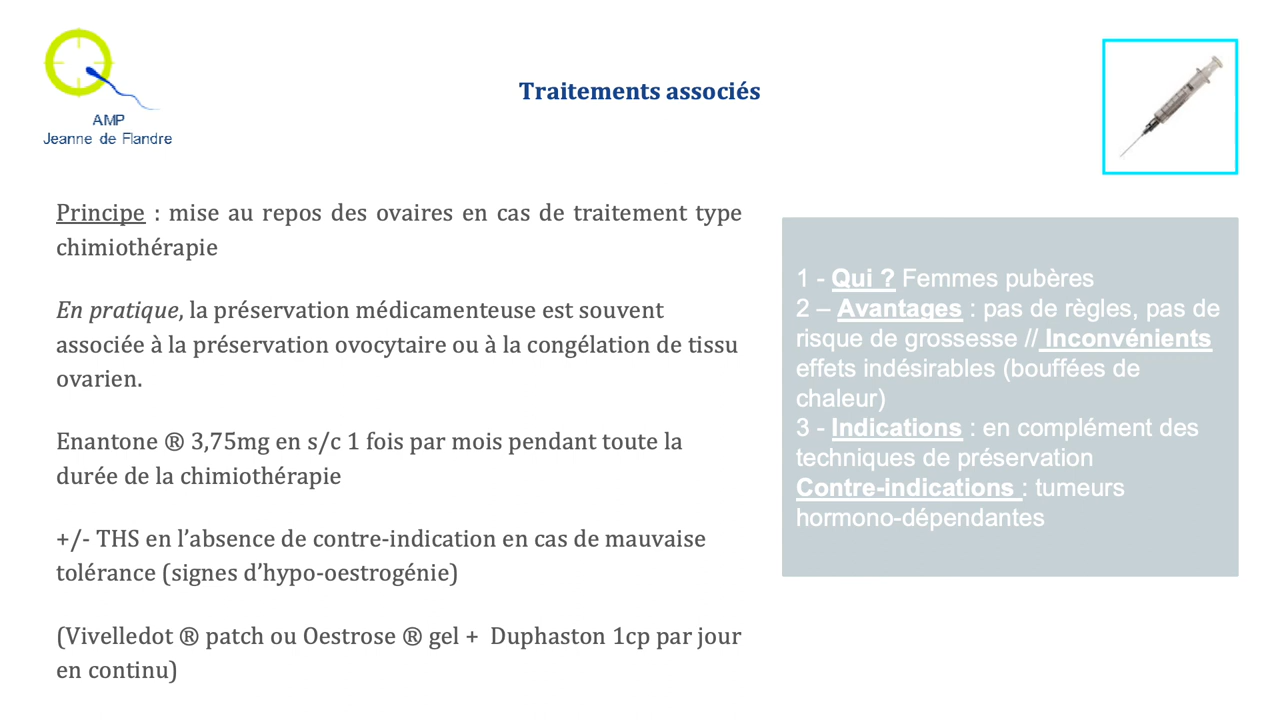 AMP
Jeanne de Flandre
Traitements associés
Principe : mise au repos des ovaires en cas de traitement type
chimiothérapie
En pratique, la préservation médicamenteuse est souvent
associée à la préservation ovocytaire ou à la congélation de tissu
ovarien.
Enantone ® 3,75mg en s/c 1 fois par mois pendant toute la
durée de la chimiothérapie
+/- THS en l’absence de contre-indication en cas de mauvaise
tolérance (signes d’hypo-oestrogénie)
(Vivelledot ® patch ou Oestrose ® gel + Duphaston 1cp par jour
en continu)
1 - Qui ? Femmes pubères
2 – Avantages : pas de règles, pas de
risque de grossesse // Inconvénients
effets indésirables (bouffées de
chaleur)
3 - Indications : en complément des
techniques de préservation
Contre-indications : tumeurs
hormono-dépendantes